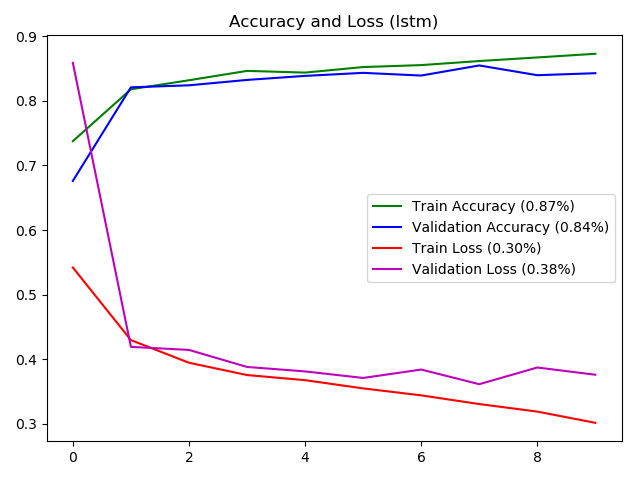 Accuracy and Loss (lstm)
0.9
0.8
0.7
0.6
0.5
0.4
0.3
Train Accuracy (0.87%)
Validation Accuracy (0.84%)
Train Loss (0.30%)
Validation Loss (0.38%)
0 2 4 6 8